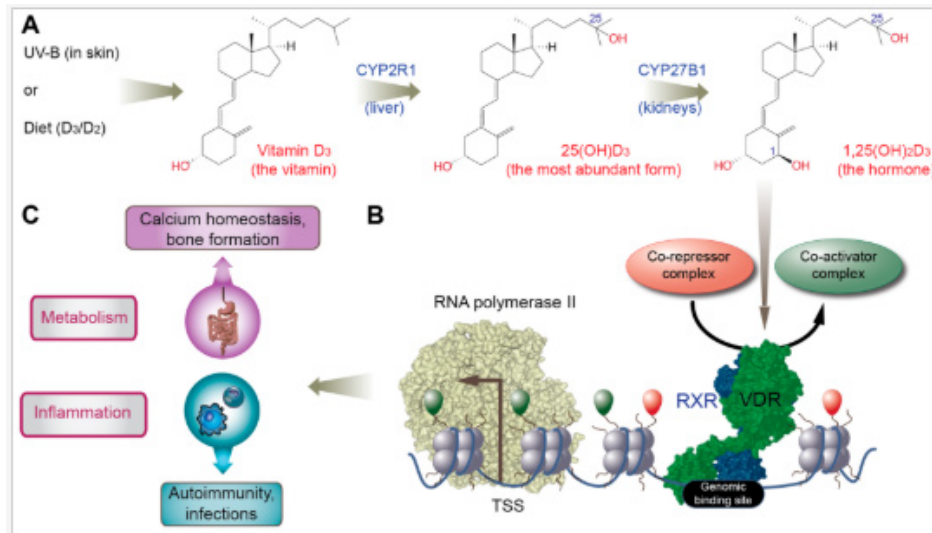 A
UV-B (in skin)
or
Diet (D3/D2)
HO
Vitamin D3
(the vitamin)
H
CYP2R1
(liver)
25
OH
H
HO
25(OH)D3
(the most abundant form)
CYP27B1
(kidneys)
25
OH
H
1
HO
OH
1,25(OH)2D3
(the hormone)
C
Calcium homeostasis,
bone formation
Metabolism
Inflammation
Autoimmunity,
infections
B
Co-repressor
complex
Co-activator
complex
RNA polymerase II
RXR
VDR
Genomic
binding site
TSS